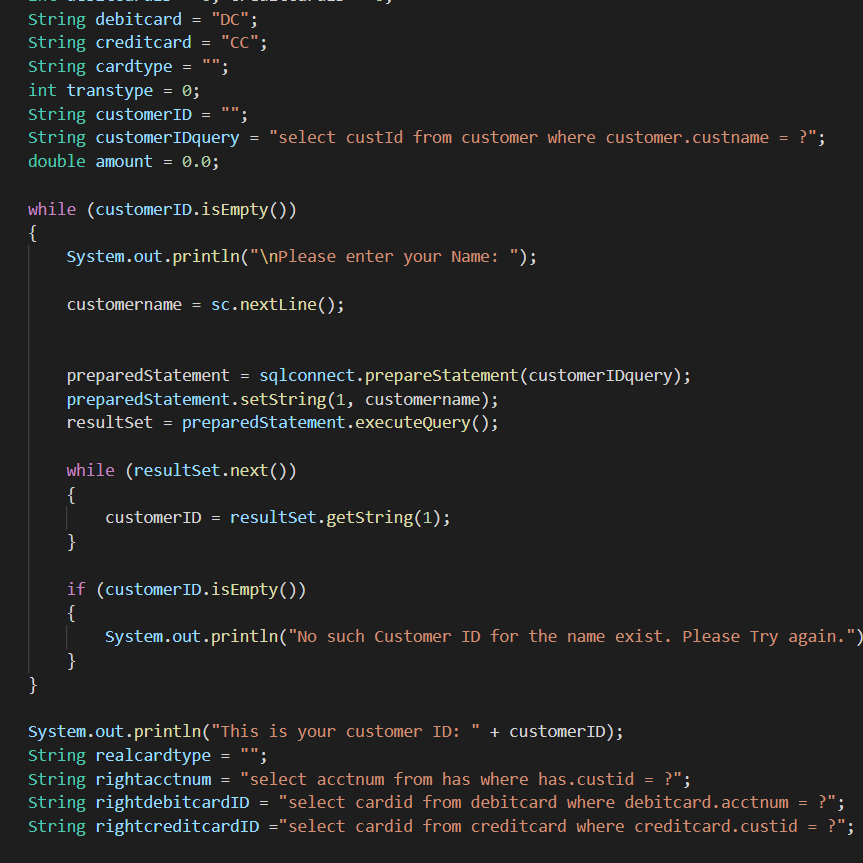 String debitcard = "DC";
String creditcard = "CC";
String cardtype = "";
int transtype = 0;
String customerID = "";
String customerIDquery = "select custId from customer where customer.custname = ?";
double amount = 0.0;
while (customerID.isEmpty())
{
System.out.println("\nPlease enter your Name: ");
customername = sc.nextLine();
preparedStatement = sqlconnect.prepareStatement(customerIDquery);
preparedStatement.setString(1, customername);
resultSet = preparedStatement.executeQuery();
while (resultSet.next())
{
customerID = resultSet.getString(1);
}
if (customerID.isEmpty())
{
System.out.println("No such Customer ID for the name exist. Please Try again.")
}
}
System.out.println("This is your customer ID: " + customerID);
String realcardtype = "";
String rightacctnum = "select acctnum from has where has.custid = ?";
String rightdebitcardID = "select cardid from debitcard where debitcard.acctnum = ?";
String rightcreditcardID ="select cardid from creditcard where creditcard.custid = ?";